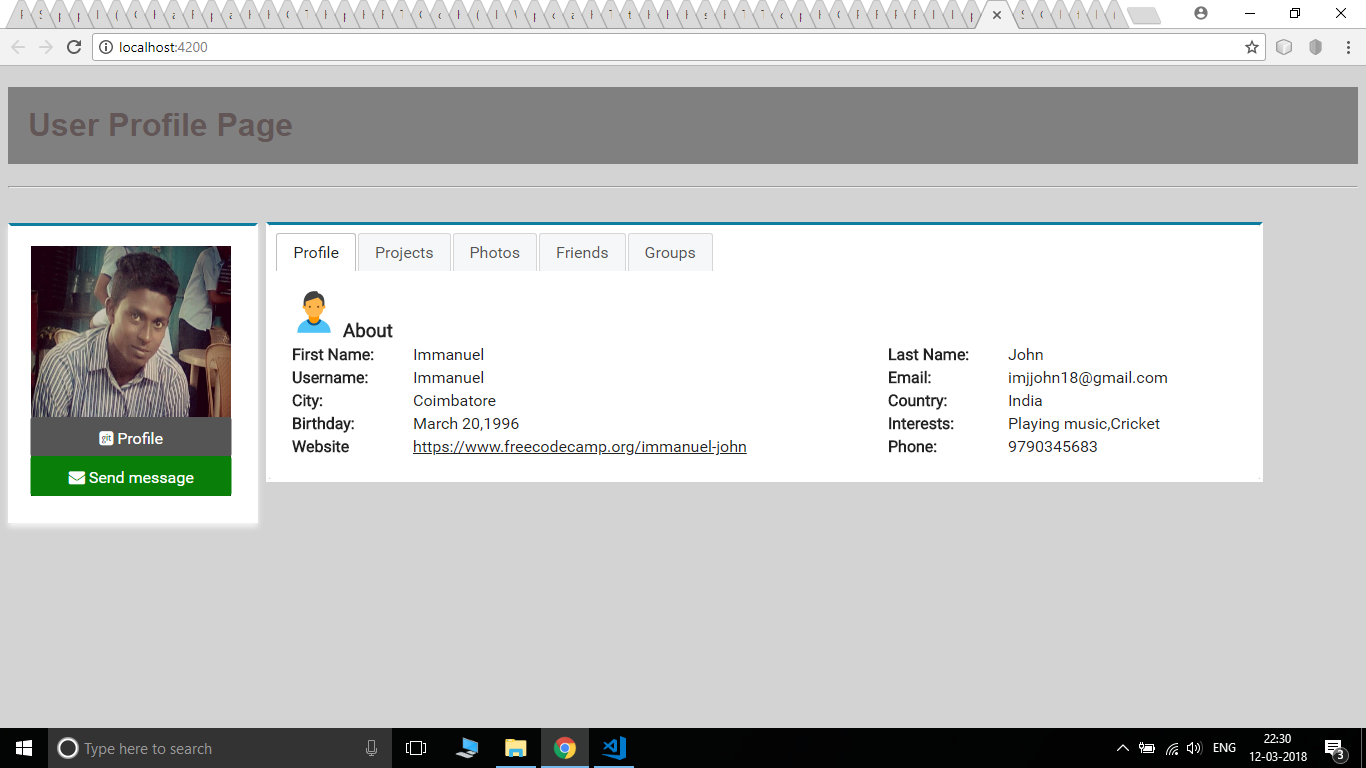 localhost:4200
User Profile Page
Profile Projects Photos Friends Groups
About
First Name: Immanuel Last Name: John
Username: Immanuel Email: imjjohn18@gmail.com
City: Coimbatore Country: India
Birthday: March 20,1996 Interests: Playing music,Cricket
Website https://www.freecodecamp.org/immanuel-john Phone: 9790345683
git Profile
Send message
Type here to search
ENG
22:30
12-03-2018
3